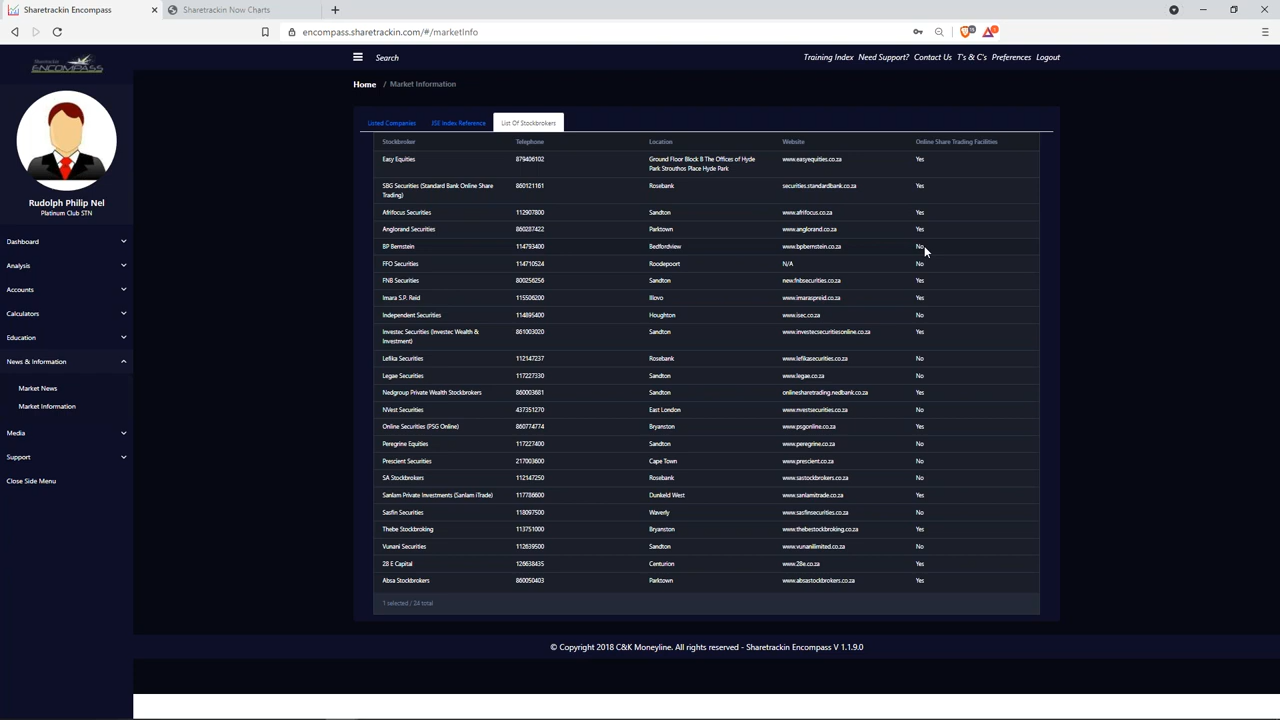 Sharetrackin Encompass
Sharetrackin Now Charts
encompass.sharetrackin.com/#/marketInfo
ENCOMPASS
Search
Training Index Need Support? Contact Us T's & C's Preferences Logout
Home / Market Information
Rudolph Philip Nel
Platinum Club STN
Dashboard
Analysis
Accounts
Calculators
Education
News & Information
Market News
Market Information
Media
Support
Close Side Menu
Listed Companies JSE Index Reference List Of Stockbrokers
Stockbroker Telephone Location Website Online Share Trading Facilities
Easy Equities 879406102 Ground Floor Block B The Offices of Hyde www.easyequities.co.za Yes
Park Strouthos Place Hyde Park
SBG Securities (Standard Bank Online Share 860121161 Rosebank securities.standardbank.co.za Yes
Trading)
Afrifocus Securities 112907800 Sandton www.afrifocus.co.za Yes
Anglorand Securities 860287422 Parktown www.anglorand.co.za Yes
BP Bernstein 114793400 Bedfordview www.bpbernstein.co.za No
FFO Securities 114710524 Roodepoort N/A No
FNB Securities 800256256 Sandton new.fnbsecurities.co.za Yes
Imara S.P. Reid 115506200 Illovo www.imaraspreid.co.za Yes
Independent Securities 114895400 Houghton www.isec.co.za No
Investec Securities (Investec Wealth & 861003020 Sandton www.investecsecuritiesonline.co.za Yes
Investment)
Lefika Securities 112147237 Rosebank www.lefikasecurities.co.za No
Legae Securities 117227330 Sandton www.legae.co.za No
Nedgroup Private Wealth Stockbrokers 860003681 Sandton onlinesharetrading.nedbank.co.za Yes
NVest Securities 437351270 East London www.nvestsecurities.co.za No
Online Securities (PSG Online) 860774774 Bryanston www.psgonline.co.za Yes
Peregrine Equities 117227400 Sandton www.peregrine.co.za No
Prescient Securities 217003600 Cape Town www.prescient.co.za No
SA Stockbrokers 112147250 Rosebank www.sastockbrokers.co.za No
Sanlam Private Investments (Sanlam iTrade) 117786600 Dunkeld West www.sanlamitrade.co.za Yes
Sasfin Securities 118097500 Waverly www.sasfinsecurities.co.za No
Thebe Stockbroking 113751000 Bryanston www.thebestockbroking.co.za Yes
Vunani Securities 112639500 Sandton www.vunanilimited.co.za No
28 E Capital 126638435 Centurion www.28e.co.za Yes
Absa Stockbrokers 860050403 Parktown www.absastockbrokers.co.za Yes
1 selected / 24 total
© Copyright 2018 C&K Moneyline. All rights reserved - Sharetrackin Encompass V 1.1.9.0